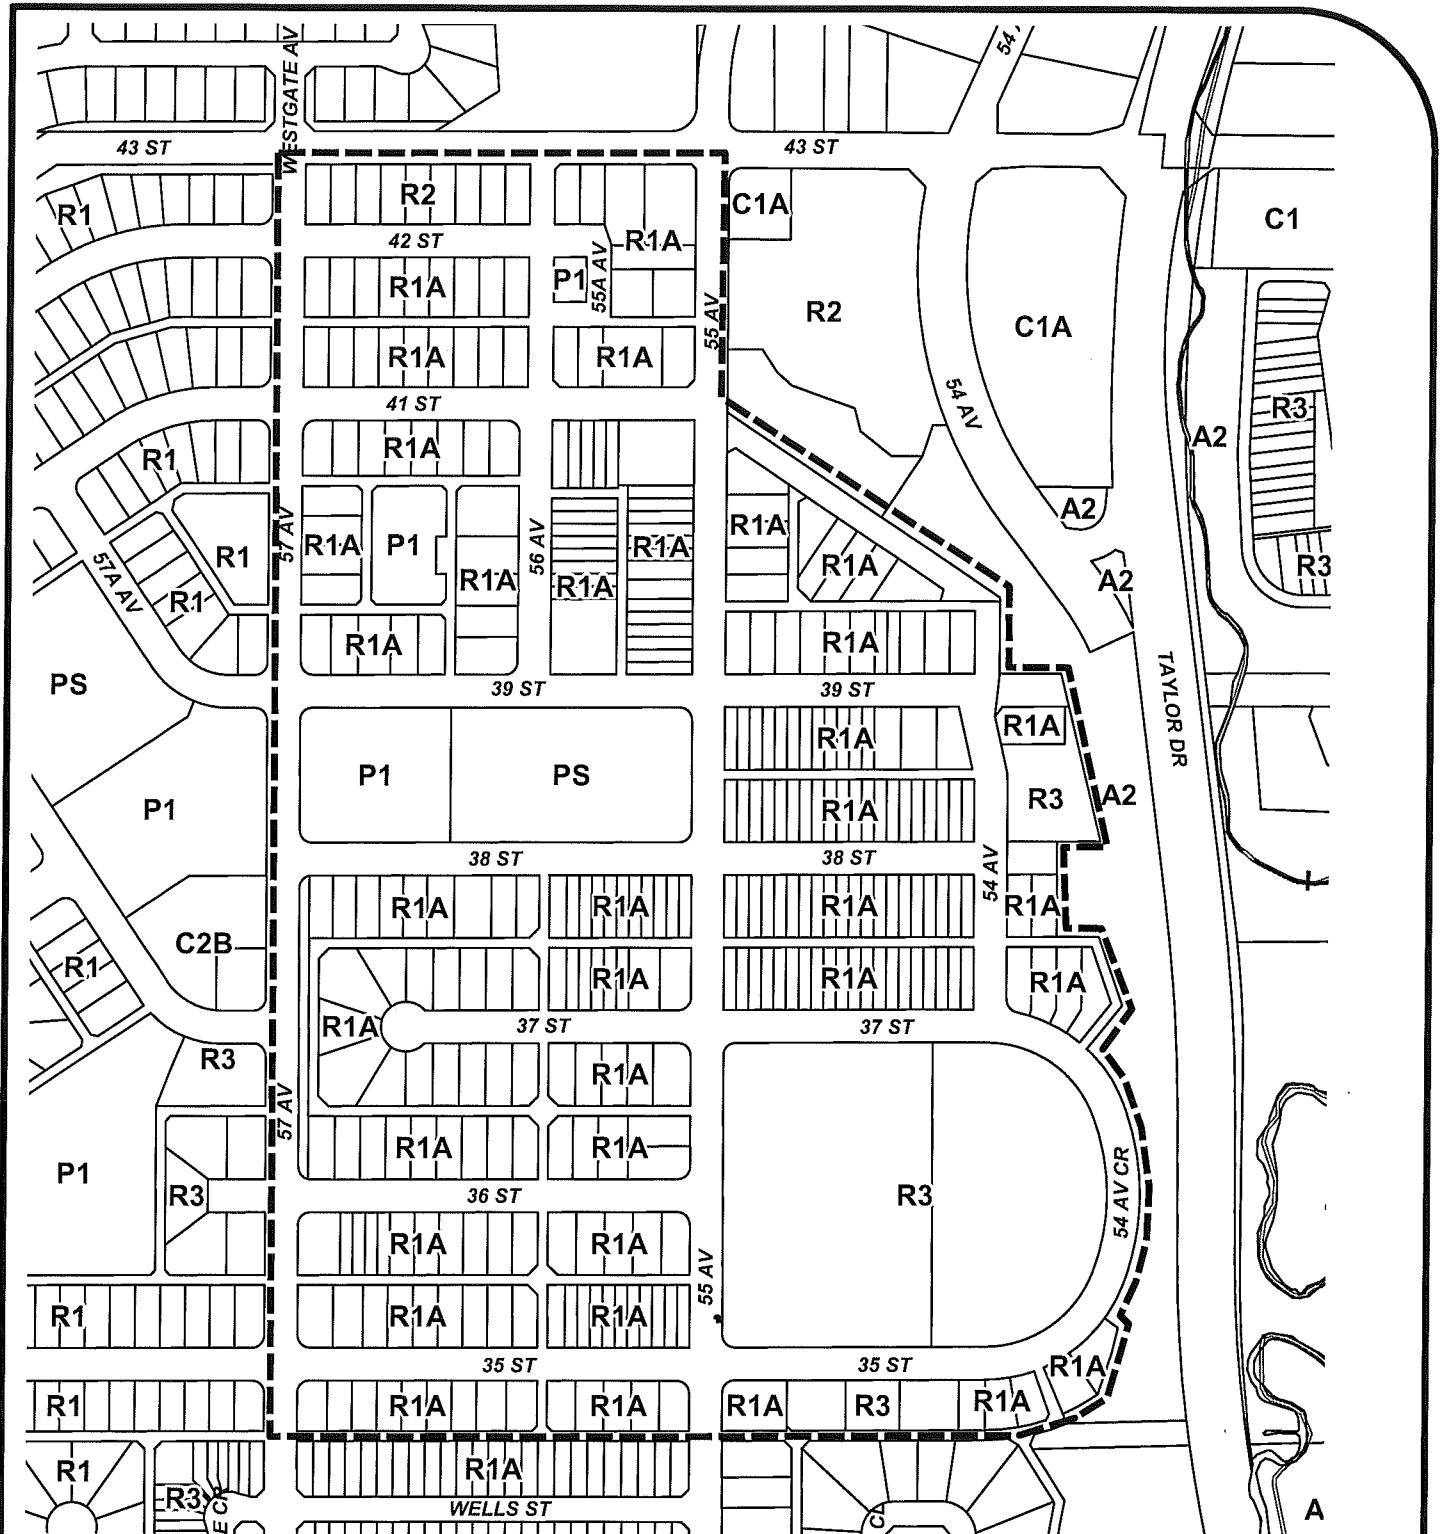 54
WESTGATE AV
43 ST
43 ST
R1
R2
C1A
C1
42 ST
R1A
P1
55A AV
R1A
55 AV
R2
C1A
R1A
R1A
41 ST
54 AV
R3
A2
R1
R1A
A2
57 AV
R1
R1A
P1
R1A
56 AV
R1A
R1A
R1A
R1A
R3
57A AV
R1
A2
R1A
R1A
PS
39 ST
39 ST
TAYLOR DR
R1A
R1A
P1
PS
P1
R1A
R3
A2
38 ST
38 ST
54 AV
R1A
R1A
R1A
R1A
C2B
R1
R1A
R1A
R1A
R1A
37 ST
37 ST
R3
R1A
57 AV
R1A
R1A
P1
R3
36 ST
R3
54 AV CR
R1A
R1A
55 AV
R1
R1A
R1A
35 ST
35 ST
R1A
R1
R1A
R1A
R1A
R3
R1A
R1
R1A
R3
WELLS ST
E CR
CL
A